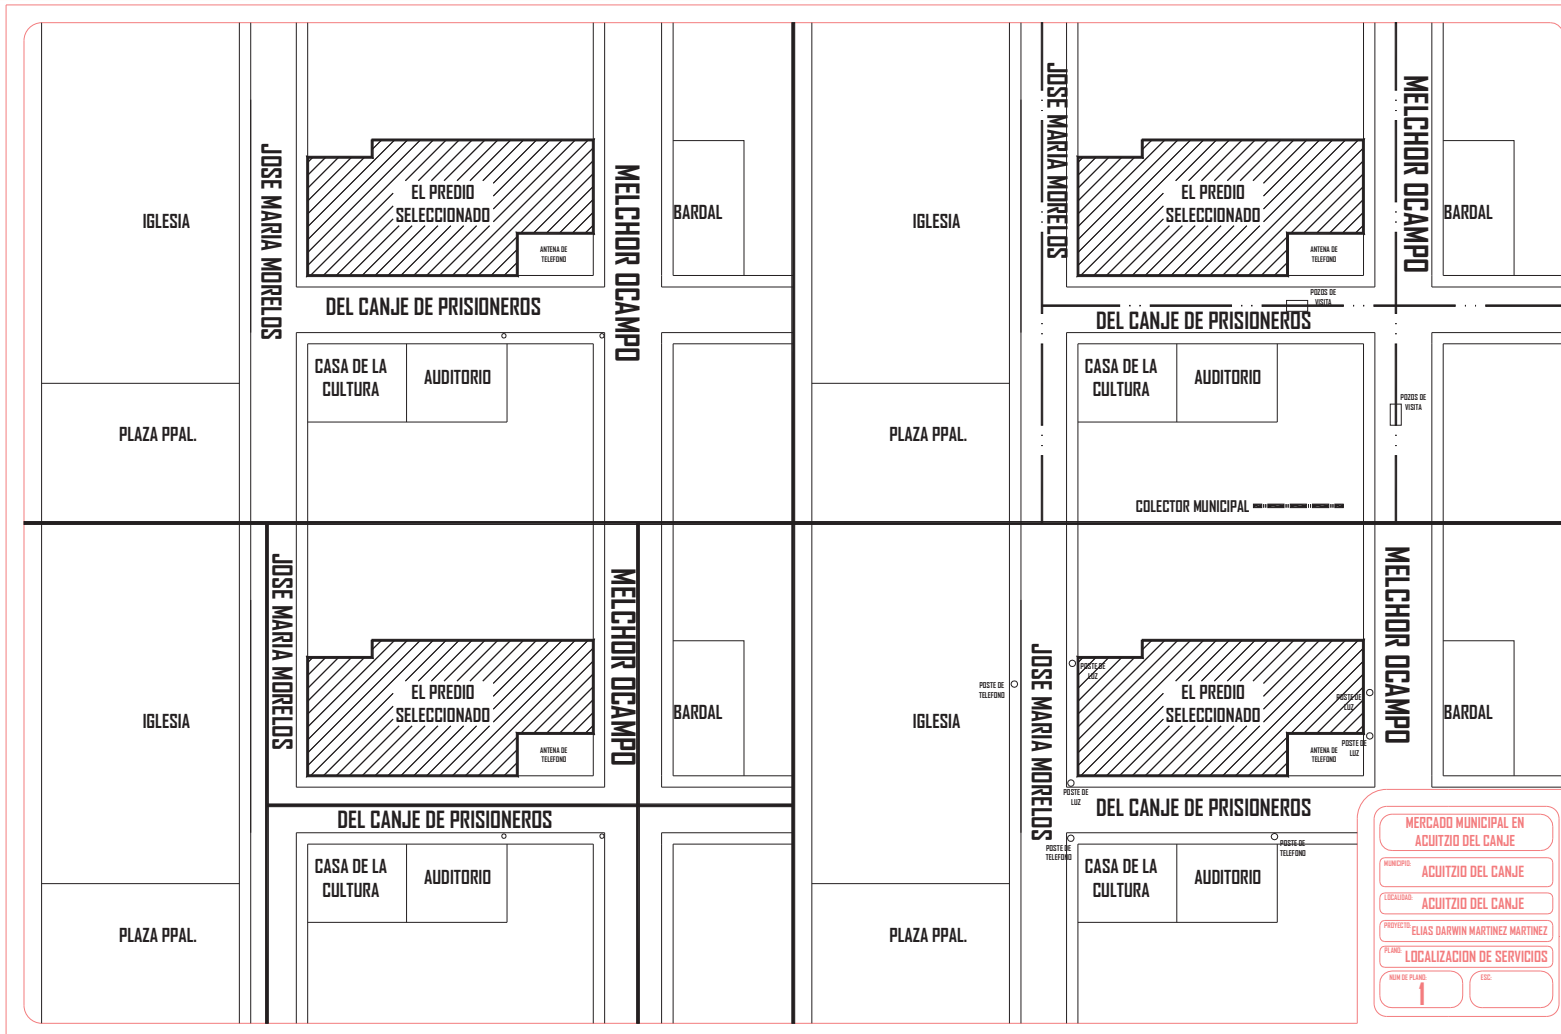 IGLESIA
JOSE MARIA MORELOS
EL PREDIO
SELECCIONADO
ANTENA DE
TELEFONO
MELCHOR OCAMPO
BARDAL
DEL CANJE DE PRISIONEROS
CASA DE LA
CULTURA
AUDITORIO
PLAZA PPAL.
IGLESIA
JOSE MARIA MORELOS
EL PREDIO
SELECCIONADO
ANTENA DE
TELEFONO
MELCHOR OCAMPO
BARDAL
POZOS DE
VISITA
DEL CANJE DE PRISIONEROS
CASA DE LA
CULTURA
AUDITORIO
POZOS DE
VISITA
PLAZA PPAL.
COLECTOR MUNICIPAL
IGLESIA
JOSE MARIA MORELOS
EL PREDIO
SELECCIONADO
ANTENA DE
TELEFONO
MELCHOR OCAMPO
BARDAL
DEL CANJE DE PRISIONEROS
CASA DE LA
CULTURA
AUDITORIO
PLAZA PPAL.
IGLESIA
POSTE DE
TELEFONO
JOSE MARIA MORELOS
POSTE DE
LUZ
EL PREDIO
SELECCIONADO
POSTE DE
LUZ
POSTE DE
LUZ
ANTENA DE
TELEFONO
MELCHOR OCAMPO
BARDAL
POSTE DE
LUZ
DEL CANJE DE PRISIONEROS
POSTE DE
TELEFONO
POSTE DE
TELEFONO
CASA DE LA
CULTURA
AUDITORIO
PLAZA PPAL.
MERCADO MUNICIPAL EN
ACUITZIO DEL CANJE
MUNICIPIO:
ACUITZIO DEL CANJE
LOCALIDAD:
ACUITZIO DEL CANJE
PROYECTO:
ELIAS DARWIN MARTINEZ MARTINEZ
PLANO:
LOCALIZACION DE SERVICIOS
NUM DE PLANO:
1
ESC: